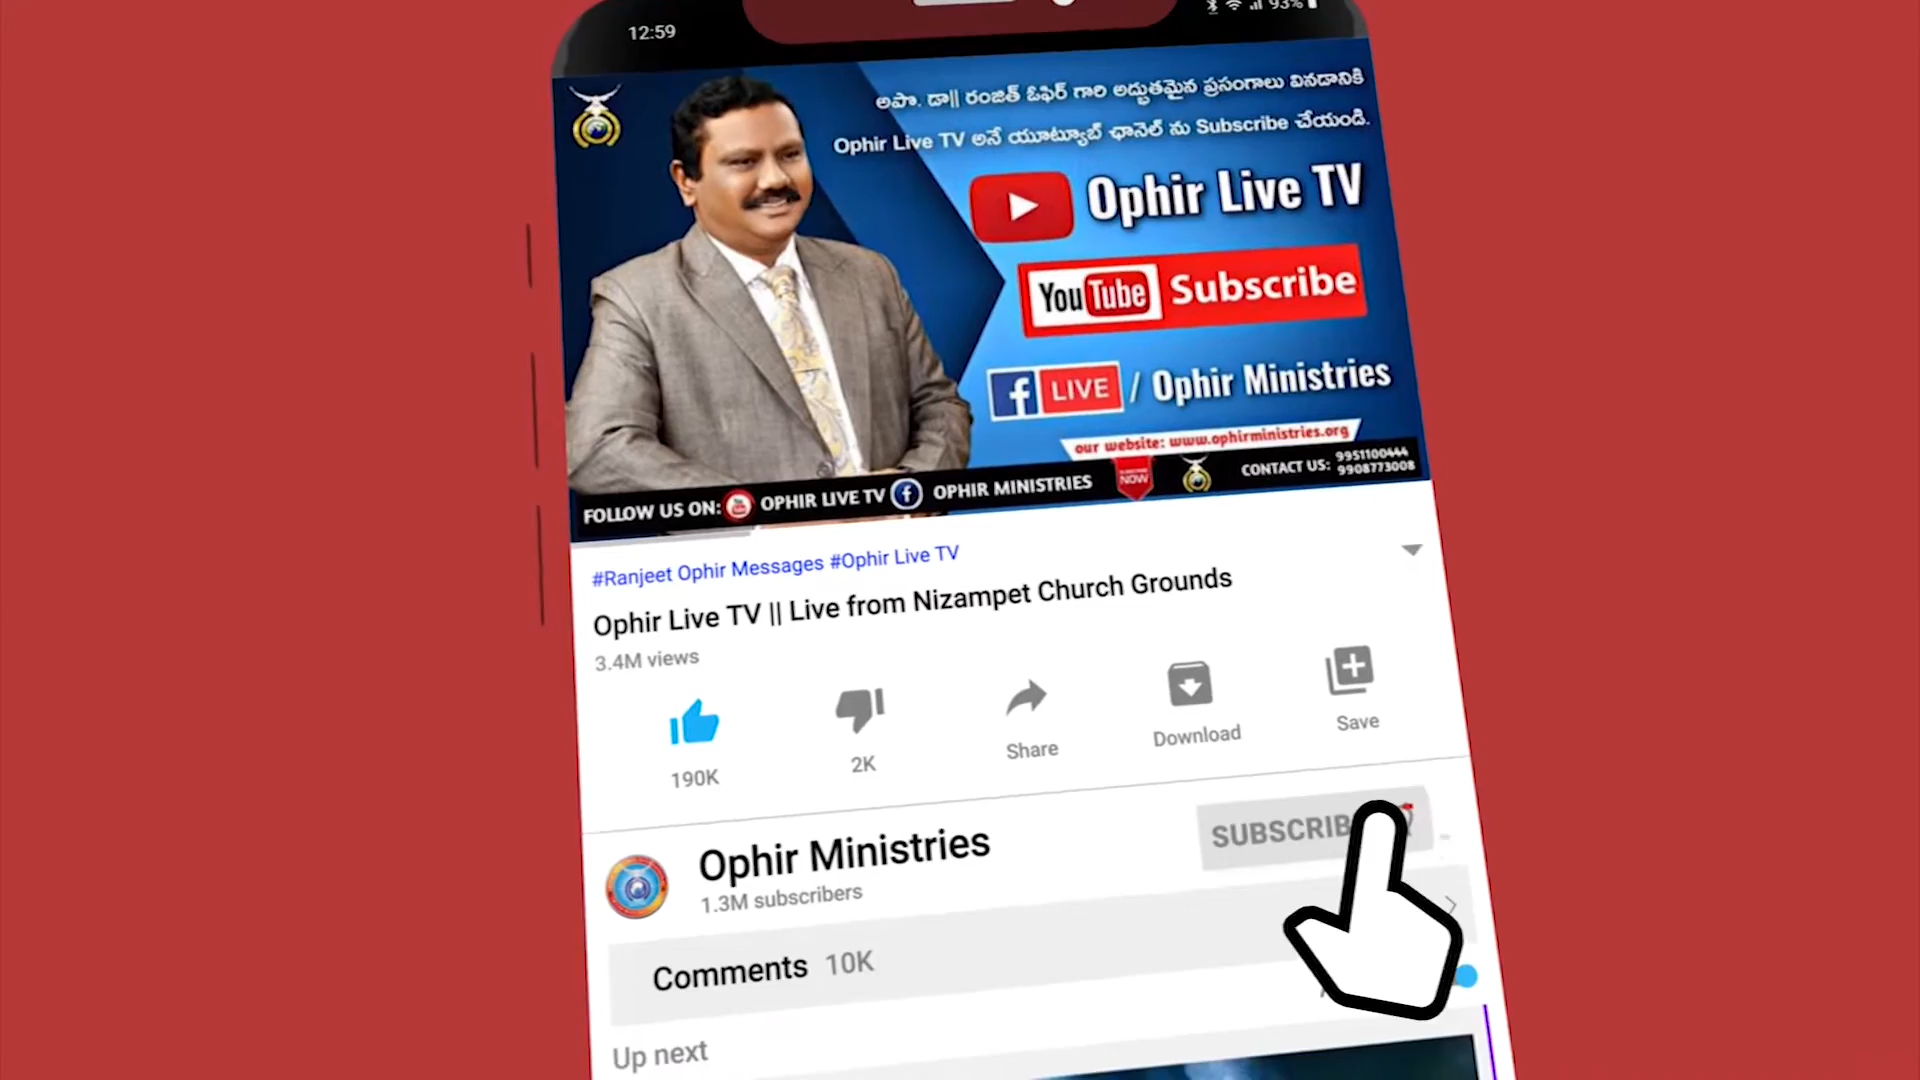 12:59
93%
అపొ. డా|| రంజిత్ ఓఫిర్ గారి అద్భుతమైన ప్రసంగాలు వినడానికి
Ophir Live TV అనే యూట్యూబ్ ఛానెల్ ను Subscribe చేయండి.
Ophir Live TV
YouTube Subscribe
f LIVE / Ophir Ministries
our website: www.ophirministries.org
FOLLOW US ON: OPHIR LIVE TV f OPHIR MINISTRIES NOW CONTACT US: 9951100444
9908773008
#Ranjeet Ophir Messages #Ophir Live TV
Ophir Live TV || Live from Nizampet Church Grounds
3.4M views
190K
2K
Share
Download
Save
Ophir Ministries
1.3M subscribers
SUBSCRIB
Comments 10K
Up next